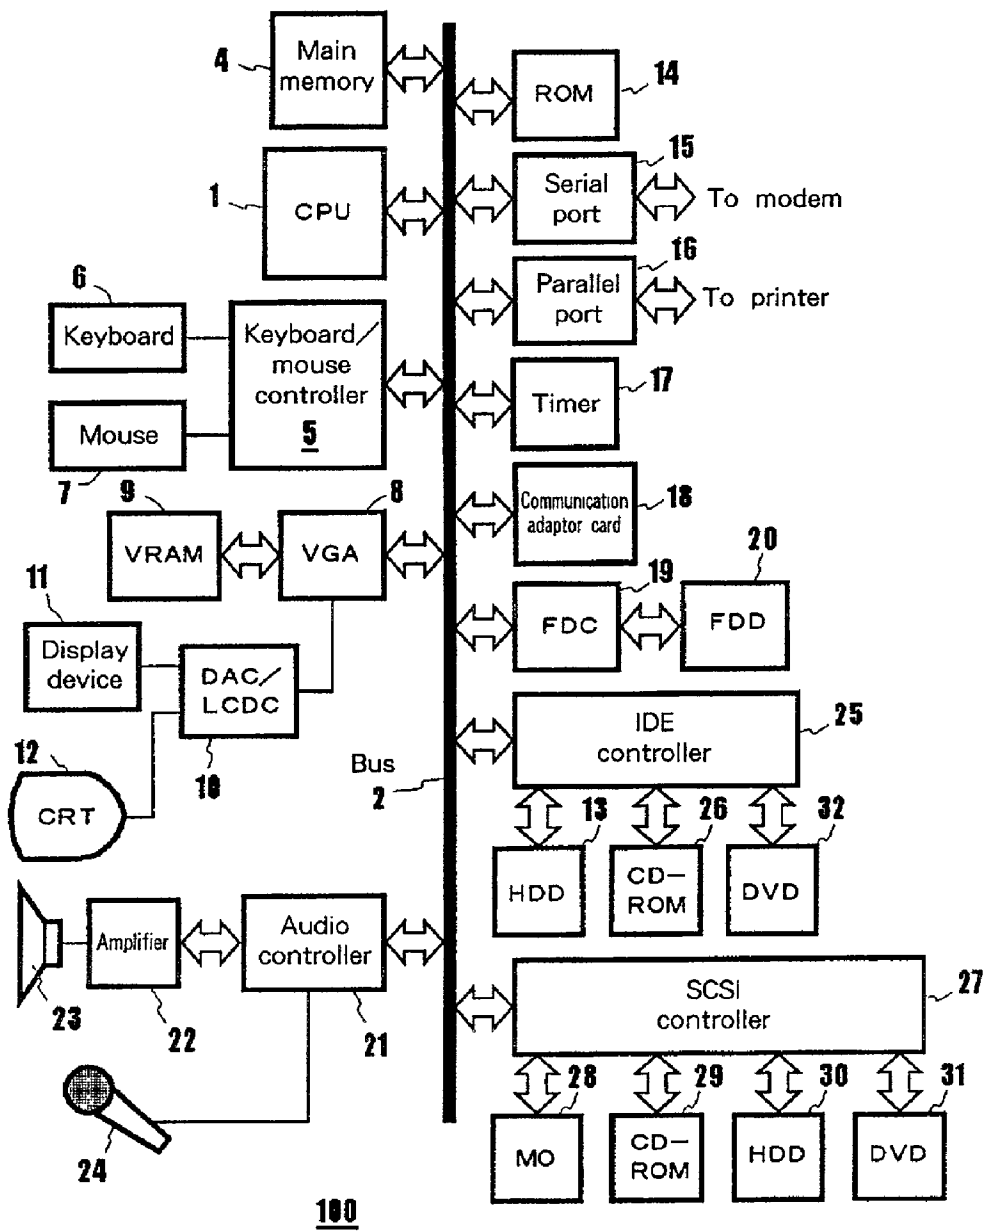 4
Main
memory
ROM
14
1
CPU
15
Serial
port
To modem
16
Parallel
port
To printer
6
Keyboard
Keyboard/
mouse
controller
5
Mouse
7
Timer
17
9
VRAM
8
VGA
Communication
adaptor card
18
19
FDC
20
FDD
11
Display
device
DAC/
LCDC
10
12
CRT
Bus
2
IDE
controller
25
13
HDD
26
CD-
ROM
32
DVD
23
Amplifier
22
Audio
controller
21
24
SCSI
controller
27
28
MO
29
CD-
ROM
30
HDD
31
DVD
100